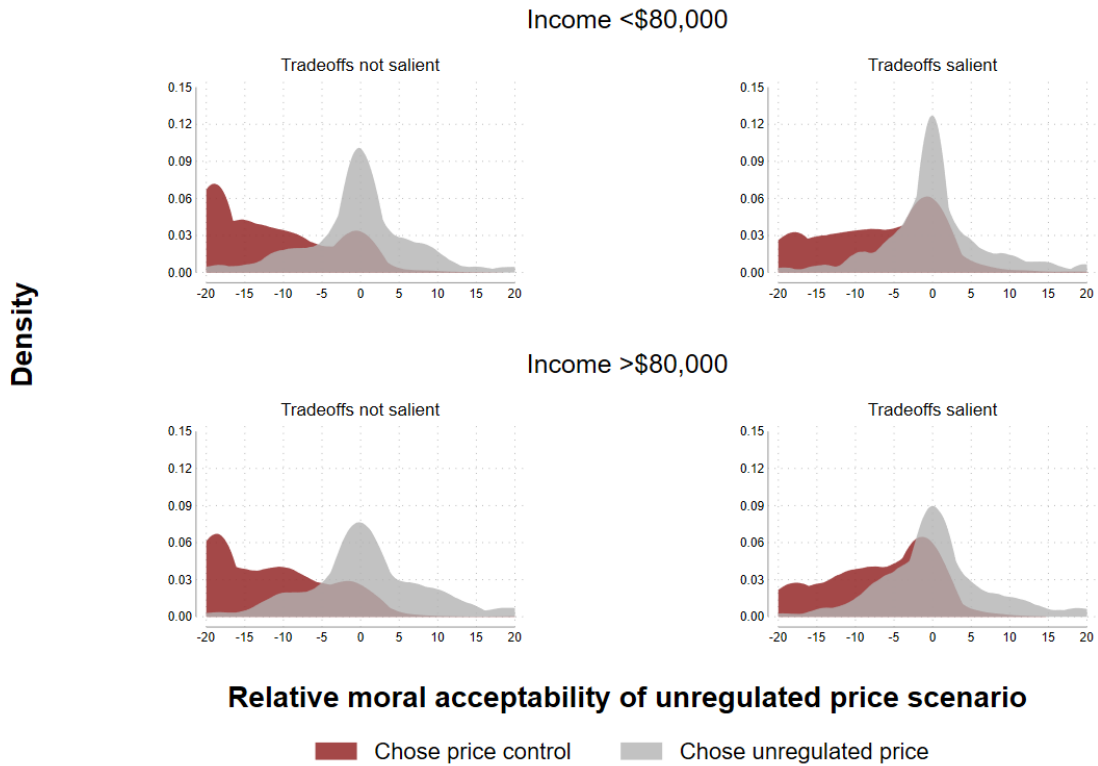 Income <$80,000
Tradeoffs not salient
Tradeoffs salient
0.15
0.12
0.09
0.06
0.03
0.00
-20 -15 -10 -5 0 5 10 15 20
0.15
0.12
0.09
0.06
0.03
0.00
-20 -15 -10 -5 0 5 10 15 20
Density
Income >$80,000
Tradeoffs not salient
Tradeoffs salient
0.15
0.12
0.09
0.06
0.03
0.00
-20 -15 -10 -5 0 5 10 15 20
0.15
0.12
0.09
0.06
0.03
0.00
-20 -15 -10 -5 0 5 10 15 20
Relative moral acceptability of unregulated price scenario
Chose price control
Chose unregulated price